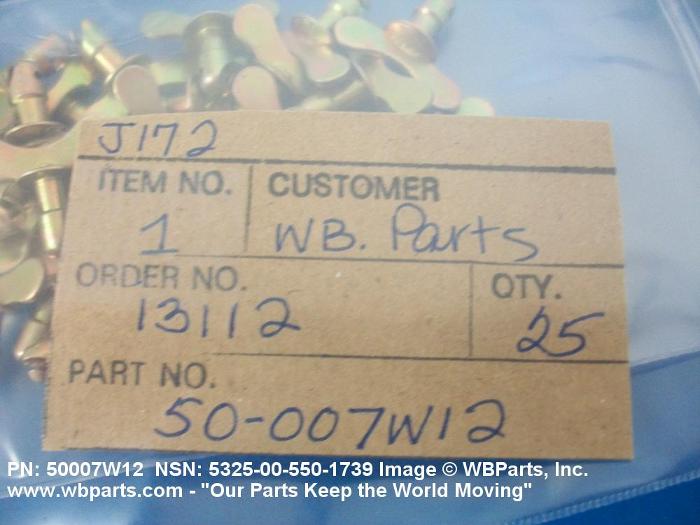 J172
ITEM NO. CUSTOMER
1 WB. Parts
ORDER NO. QTY.
13112 25
PART NO.
50-007W12
PN: 50007W12 NSN: 5325-00-550-1739 Image © WBParts, Inc.
www.wbparts.com - "Our Parts Keep the World Moving"